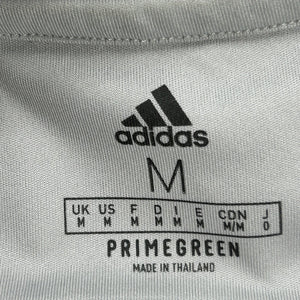 adidas
M
UK US F D I E CDN J
M M M M M M M/M O
PRIMEGREEN
MADE IN THAILAND